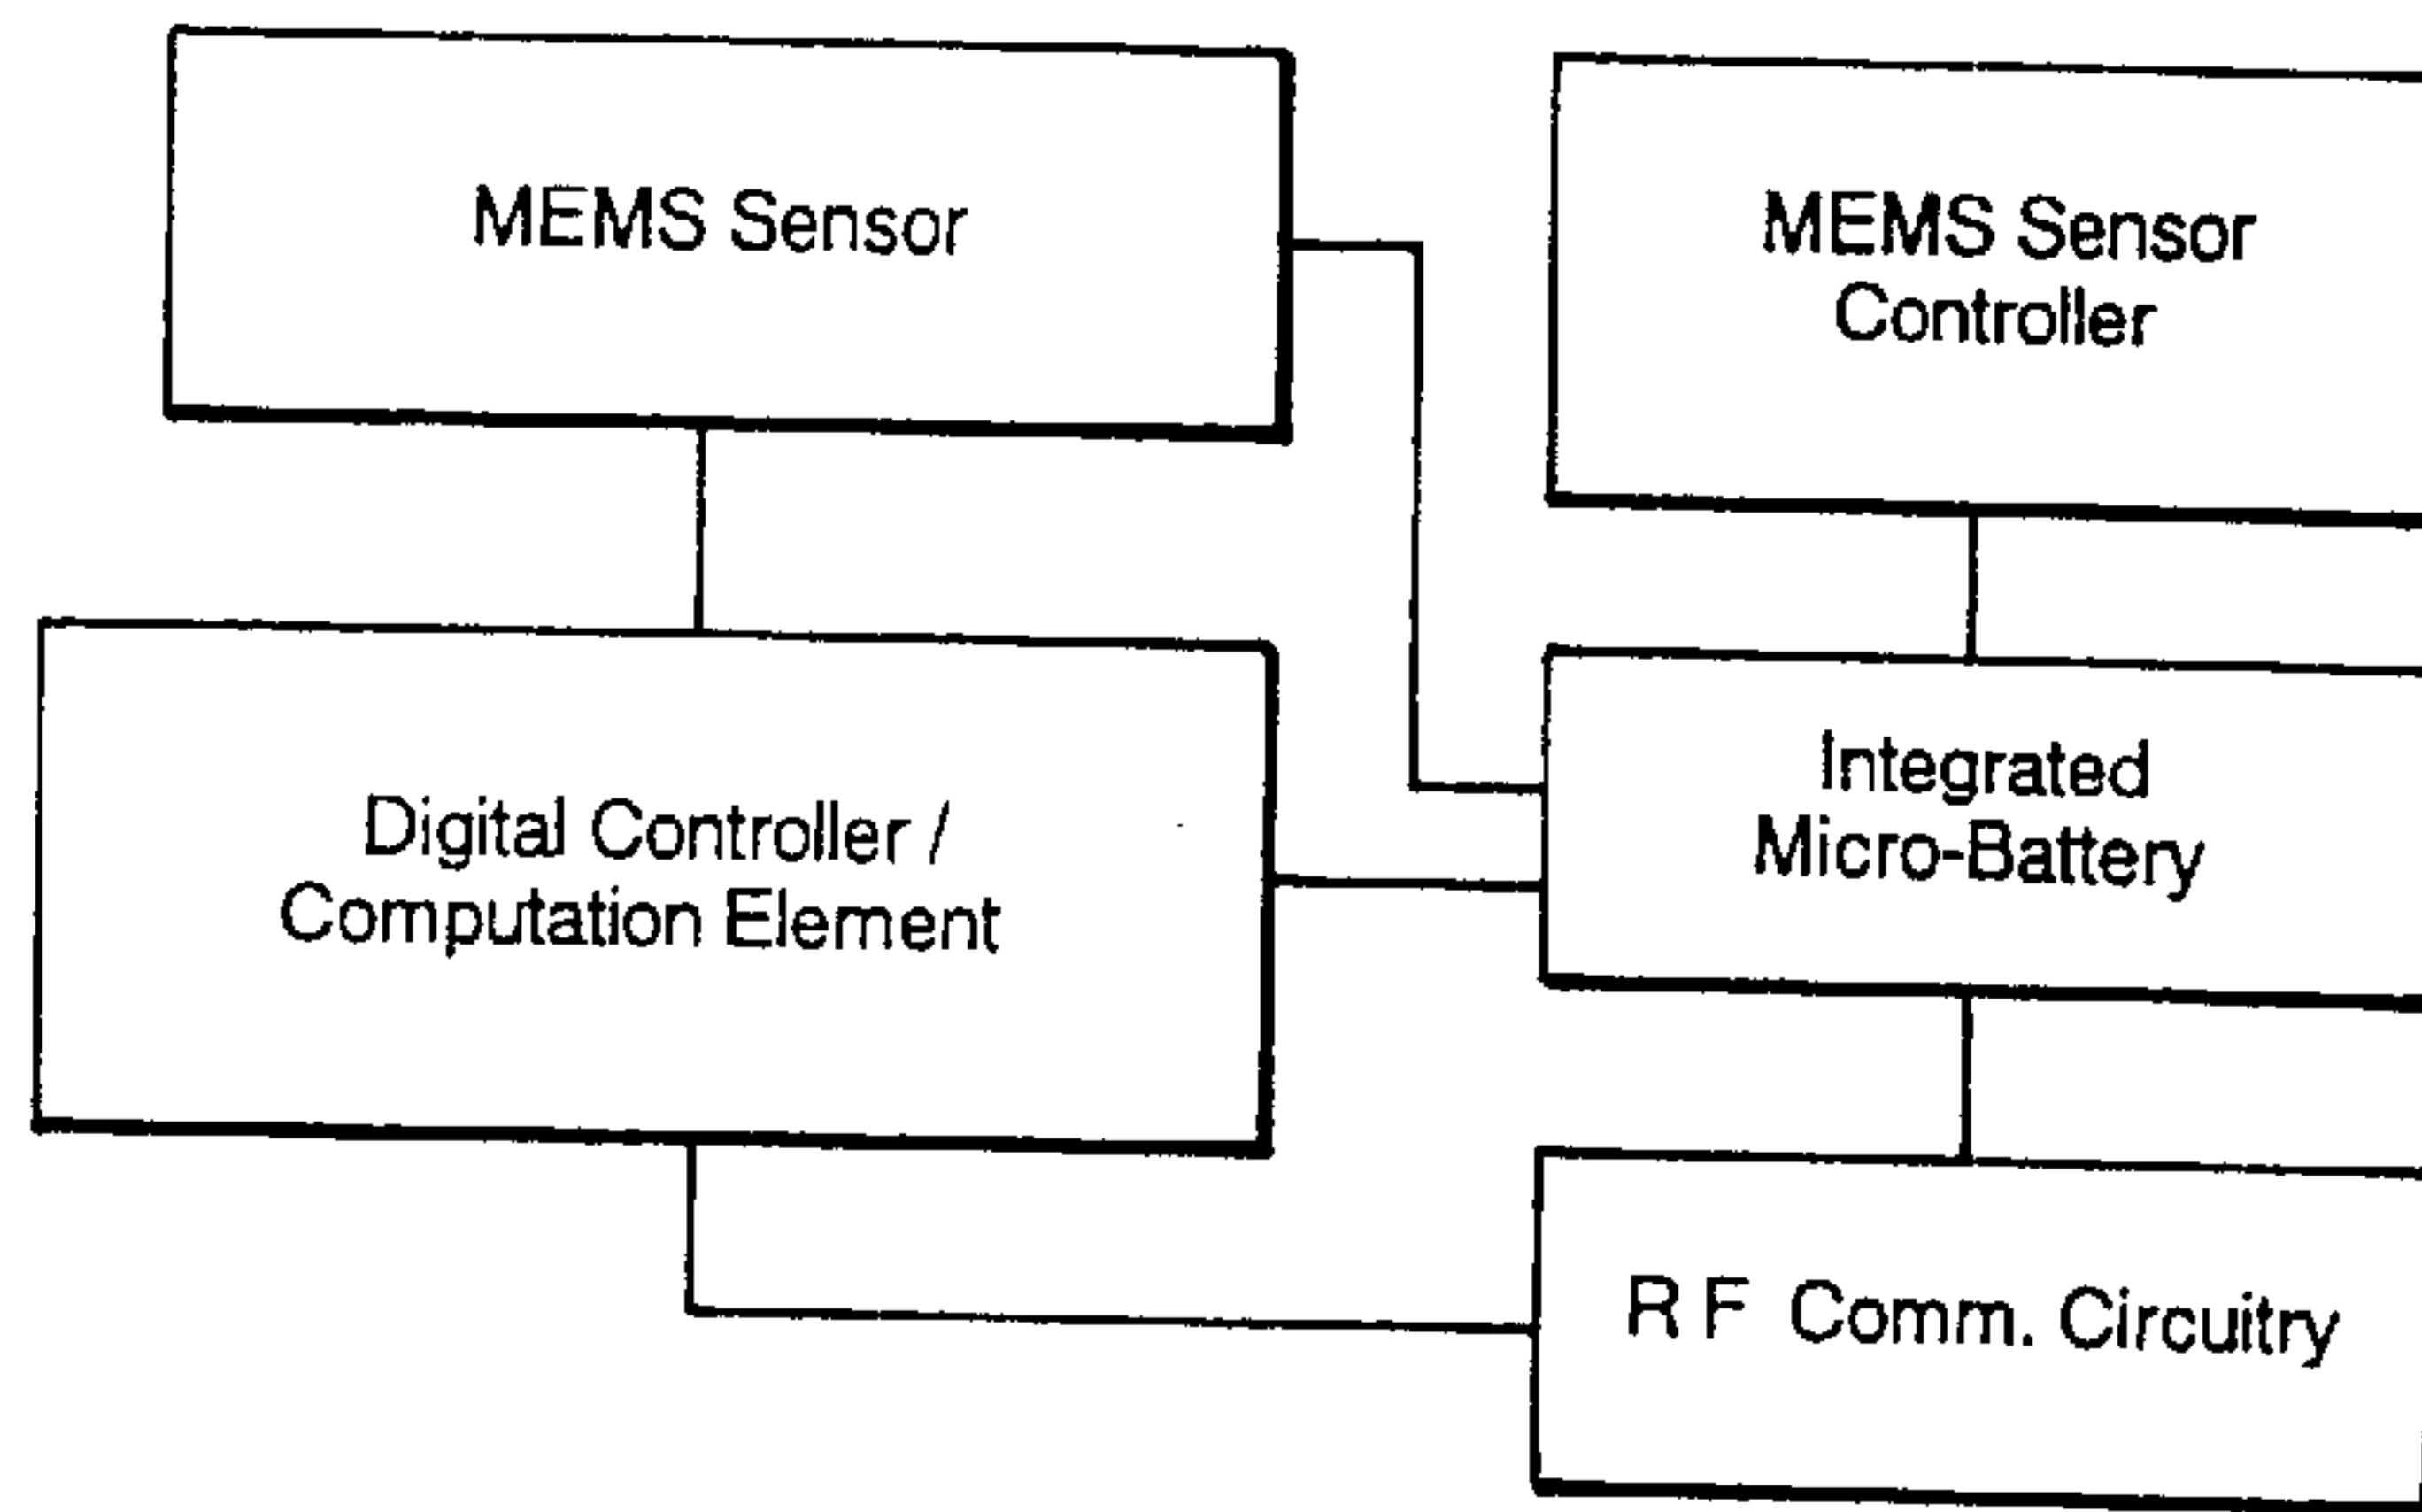 MEMS Sensor
MEMS Sensor
Controller
Digital Controller /
Computation Element
Integrated
Micro-Battery
R F Comm. Circuitry